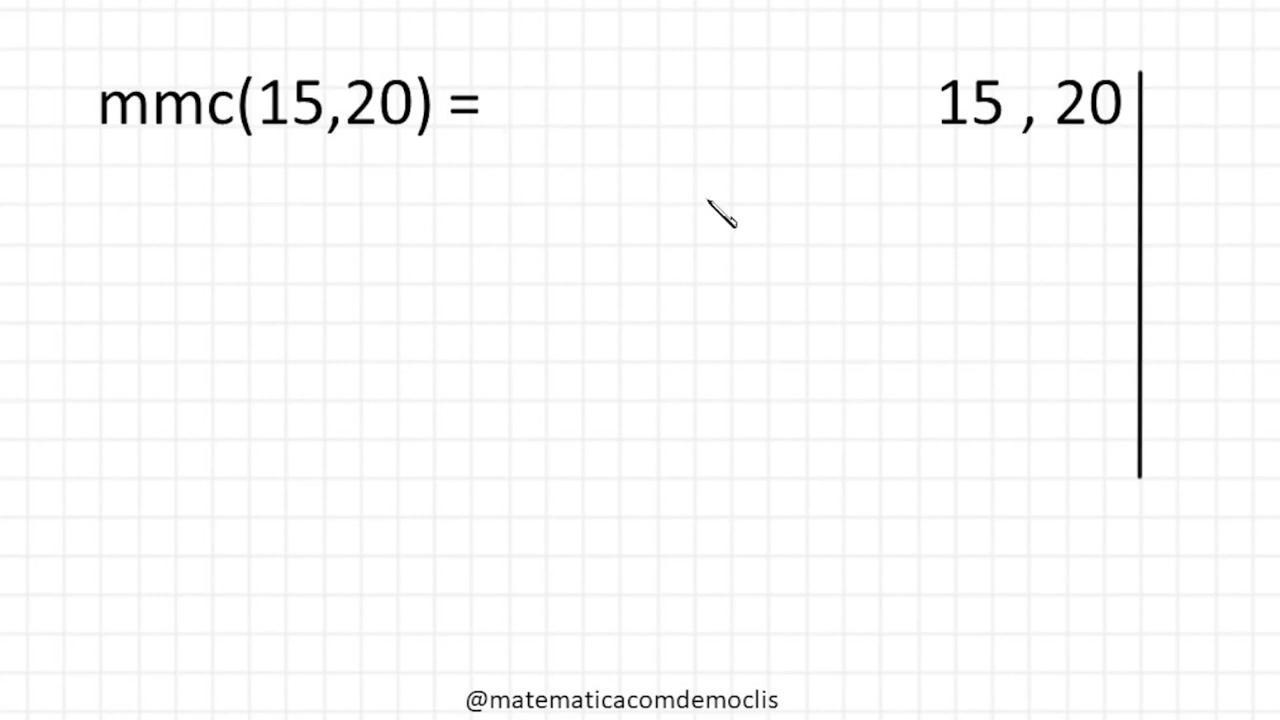 mmc(15,20) =
15 , 20
@matematicacomdemoclis